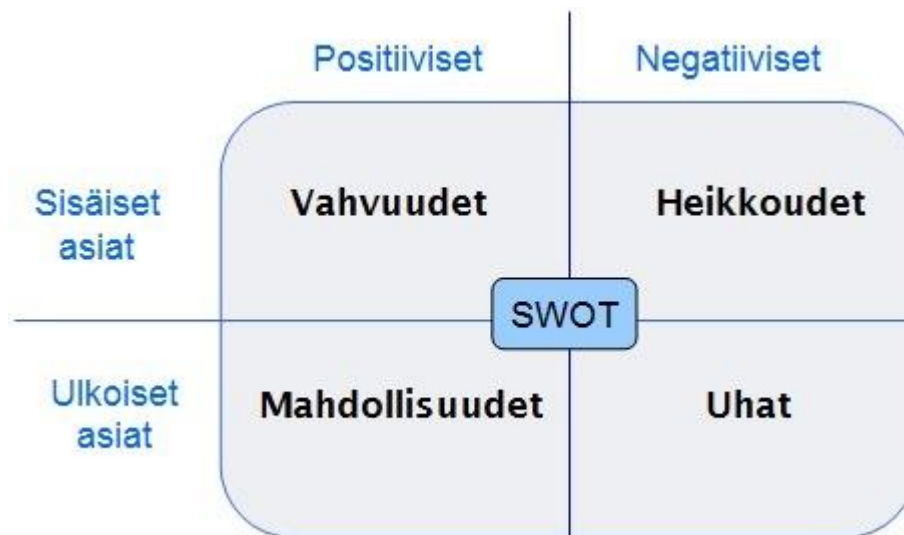 Positiiviset Negatiiviset
Sisäiset
asiat
Vahvuudet Heikkoudet
SWOT
Ulkoiset
asiat
Mahdollisuudet Uhat